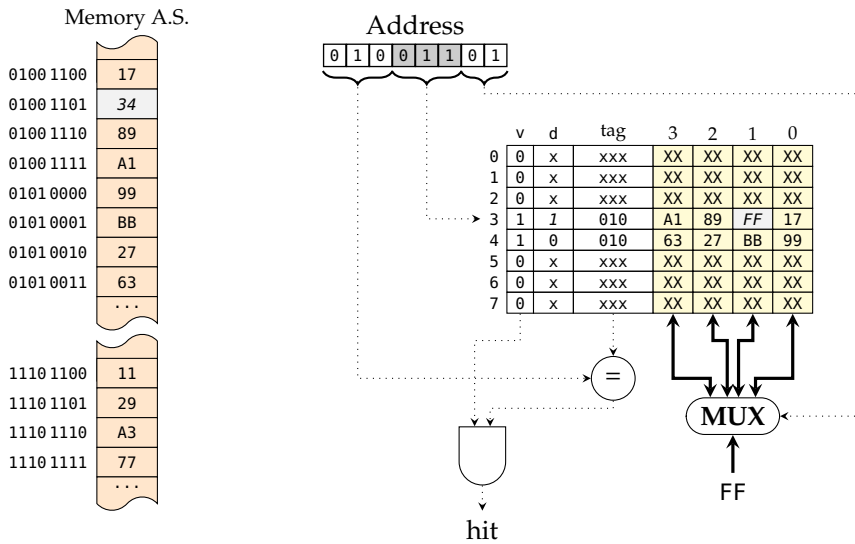 Memory A.S.
0100 1100 17
0100 1101 34
0100 1110 89
0100 1111 A1
0101 0000 99
0101 0001 BB
0101 0010 27
0101 0011 63
...
1110 1100 11
1110 1101 29
1110 1110 A3
1110 1111 77
...
Address
0 1 0 0 1 1 0 1
v d tag 3 2 1 0
0 0 x xxx XX XX XX XX
1 0 x xxx XX XX XX XX
2 0 x xxx XX XX XX XX
3 1 1 010 A1 89 FF 17
4 1 0 010 63 27 BB 99
5 0 x xxx XX XX XX XX
6 0 x xxx XX XX XX XX
7 0 x xxx XX XX XX XX
=
MUX
FF
hit